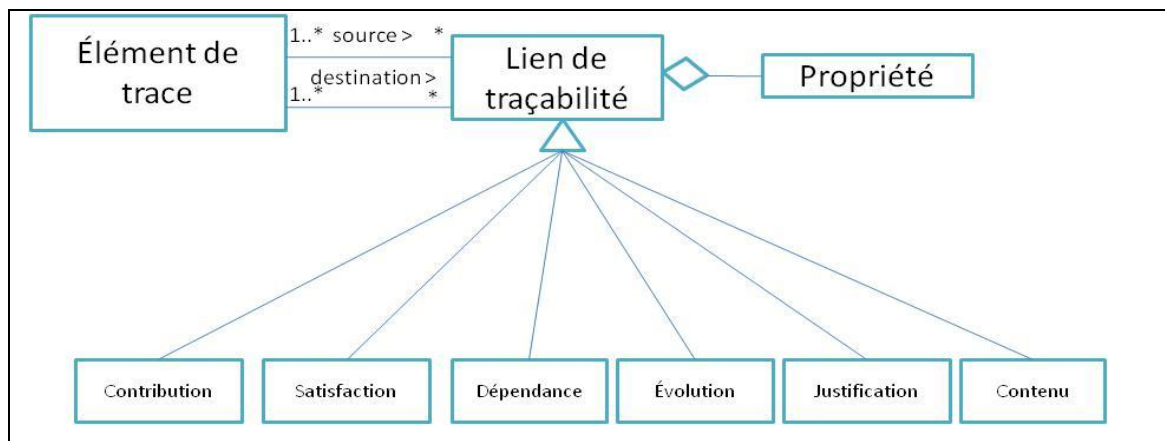 Élément de
trace
1..* source > *
destination >
1..* *
Lien de
traçabilité
Propriété
Contribution
Satisfaction
Dépendance
Évolution
Justification
Contenu